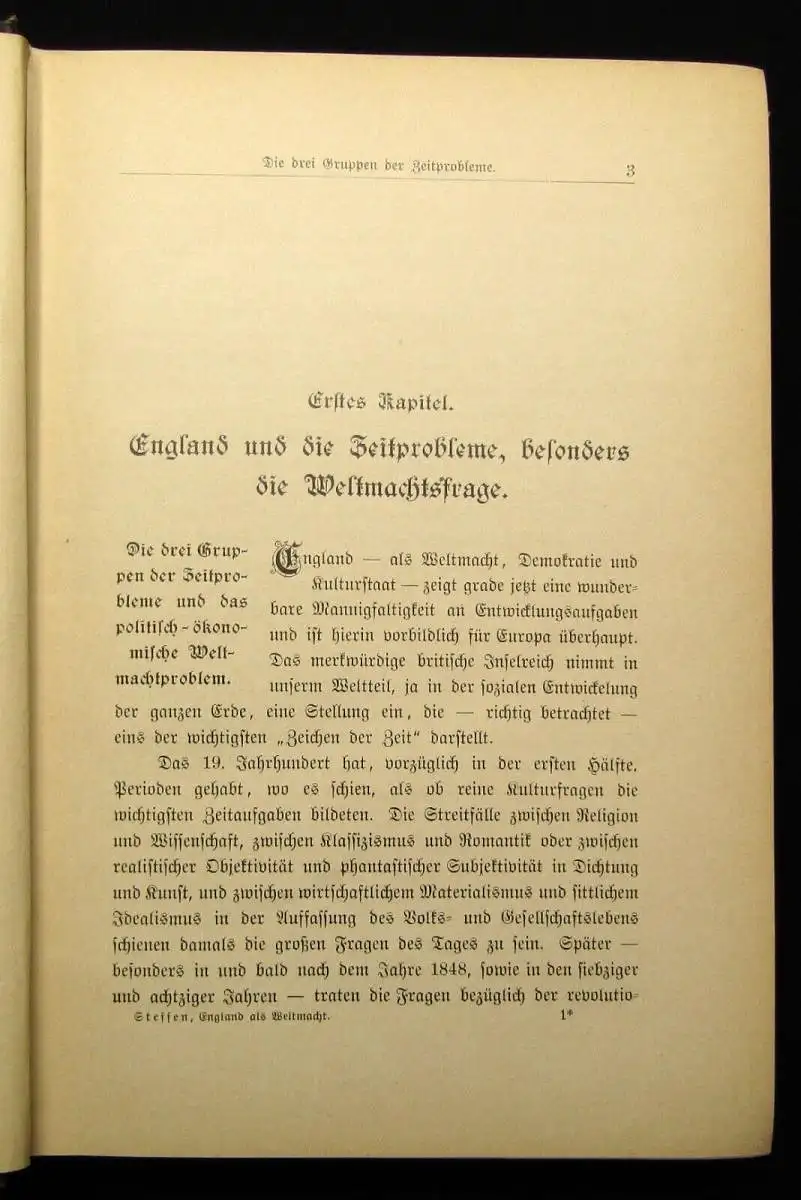 Die drei Gruppen der Zeitprobleme.
3
Erstes Kapitel.
England und die Zeitprobleme, besonders
die Weltmachtsfrage.
Die drei Grup-
pen der Zeitpro-
bleme und das
politisch-ökono-
mische Welt-
machtproblem.
England — als Weltmacht, Demokratie und
Kulturstaat — zeigt grade jetzt eine wunder-
bare Mannigfaltigkeit an Entwicklungsaufgaben
und ist hierin vorbildlich für Europa überhaupt.
Das merkwürdige britische Inselreich nimmt in
unserm Weltteil, ja in der sozialen Entwickelung
der ganzen Erde, eine Stellung ein, die — richtig betrachtet —
eins der wichtigsten „Zeichen der Zeit“ darstellt.
Das 19. Jahrhundert hat, vorzüglich in der ersten Hälfte.
Perioden gehabt, wo es schien, als ob reine Kulturfragen die
wichtigsten Zeitaufgaben bildeten. Die Streitfälle zwischen Religion
und Wissenschaft, zwischen Klassizismus und Romantik oder zwischen
realistischer Objektivität und phantastischer Subjektivität in Dichtung
und Kunst, und zwischen wirtschaftlichem Materialismus und sittlichem
Idealismus in der Auffassung des Volks- und Gesellschaftslebens
schienen damals die großen Fragen des Tages zu sein. Später —
besonders in und bald nach dem Jahre 1848, sowie in den siebziger
und achtziger Jahren — traten die Fragen bezüglich der revolutio-
Steffen, England als Weltmacht.
1*